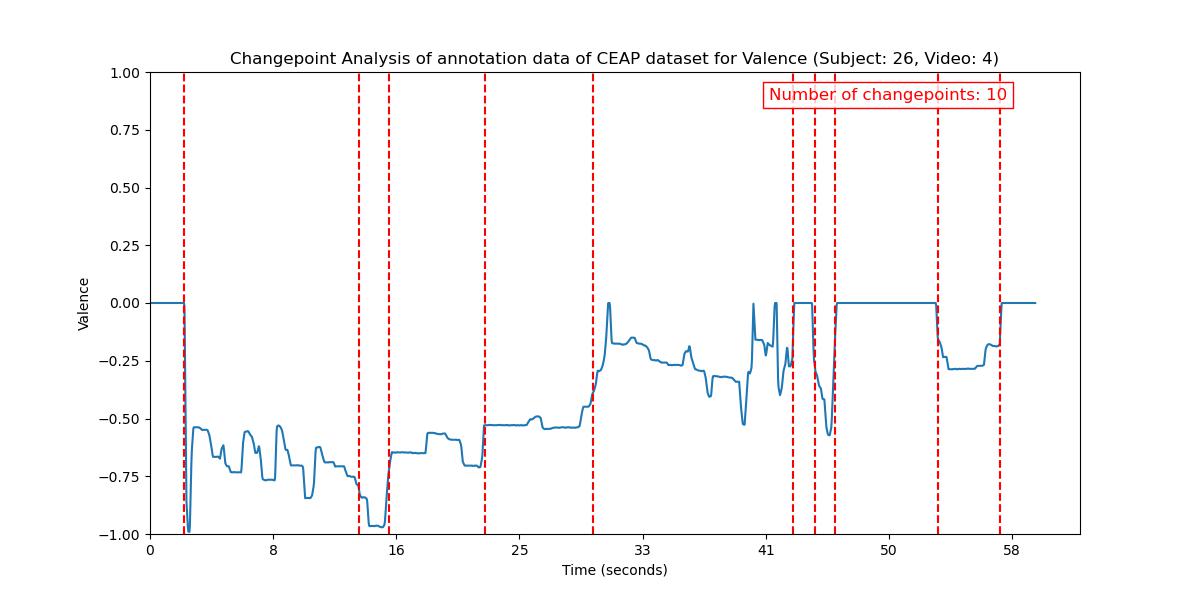 Changepoint Analysis of annotation data of CEAP dataset for Valence (Subject: 26, Video: 4)
Number of changepoints: 10
Valence
1.00
0.75
0.50
0.25
0.00
−0.25
−0.50
−0.75
−1.00
0 8 16 25 33 41 50 58
Time (seconds)